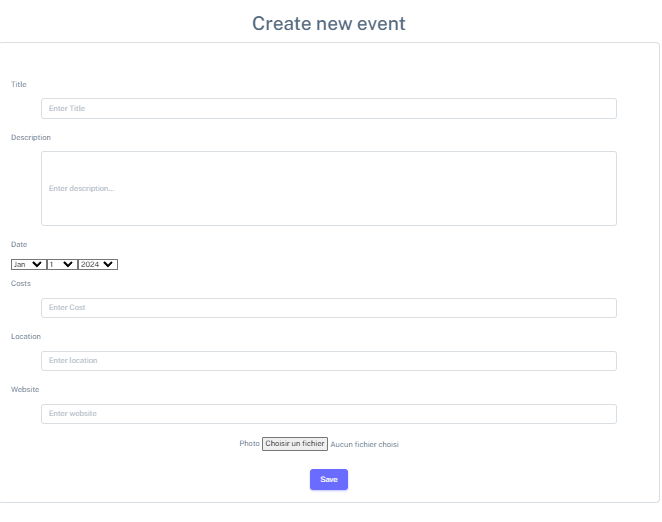 Create new event
Title
Enter Title
Description
Enter description...
Date
Jan 1 2024
Costs
Enter Cost
Location
Enter location
Website
Enter website
Photo Choisir un fichier Aucun fichier choisi
Save